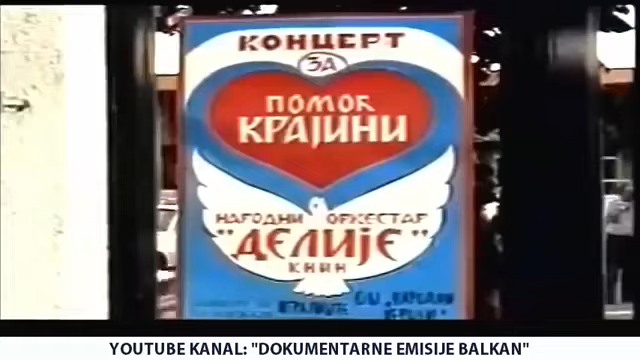 КОНЦЕРТ
ЗА
ПОМОЋ
КРАЈИНИ
НАРОДНИ ОРКЕСТАР
"ДЕЛИЈЕ"
КНИН
YOUTUBE KANAL: "DOKUMENTARNE EMISIJE BALKAN"